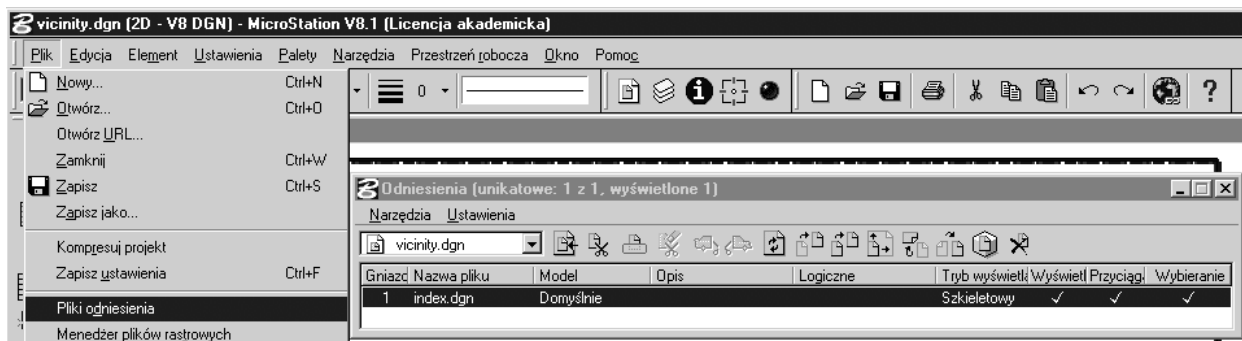 vicinity.dgn (2D - V8 DGN) - MicroStation V8.1 (Licencja akademicka)
Plik Edycja Element Ustawienia Palety Narzędzia Przestrzeń robocza Okno Pomoc
Nowy... Ctrl+N
0
Otwórz... Ctrl+O
Otwórz URL...
Zamknij Ctrl+W
Zapisz Ctrl+S
Zapisz jako...
Kompresuj projekt
Zapisz ustawienia Ctrl+F
Pliki odniesienia
Menedżer plików rastrowych
Odniesienia (unikatowe: 1 z 1, wyświetlone 1)
Narzędzia Ustawienia
vicinity.dgn
Gniazd Nazwa pliku Model Opis Logiczne Tryb wyświetla Wyświetl Przyciąg. Wybieranie
1 index.dgn Domyślnie Szkieletowy ✓ ✓ ✓